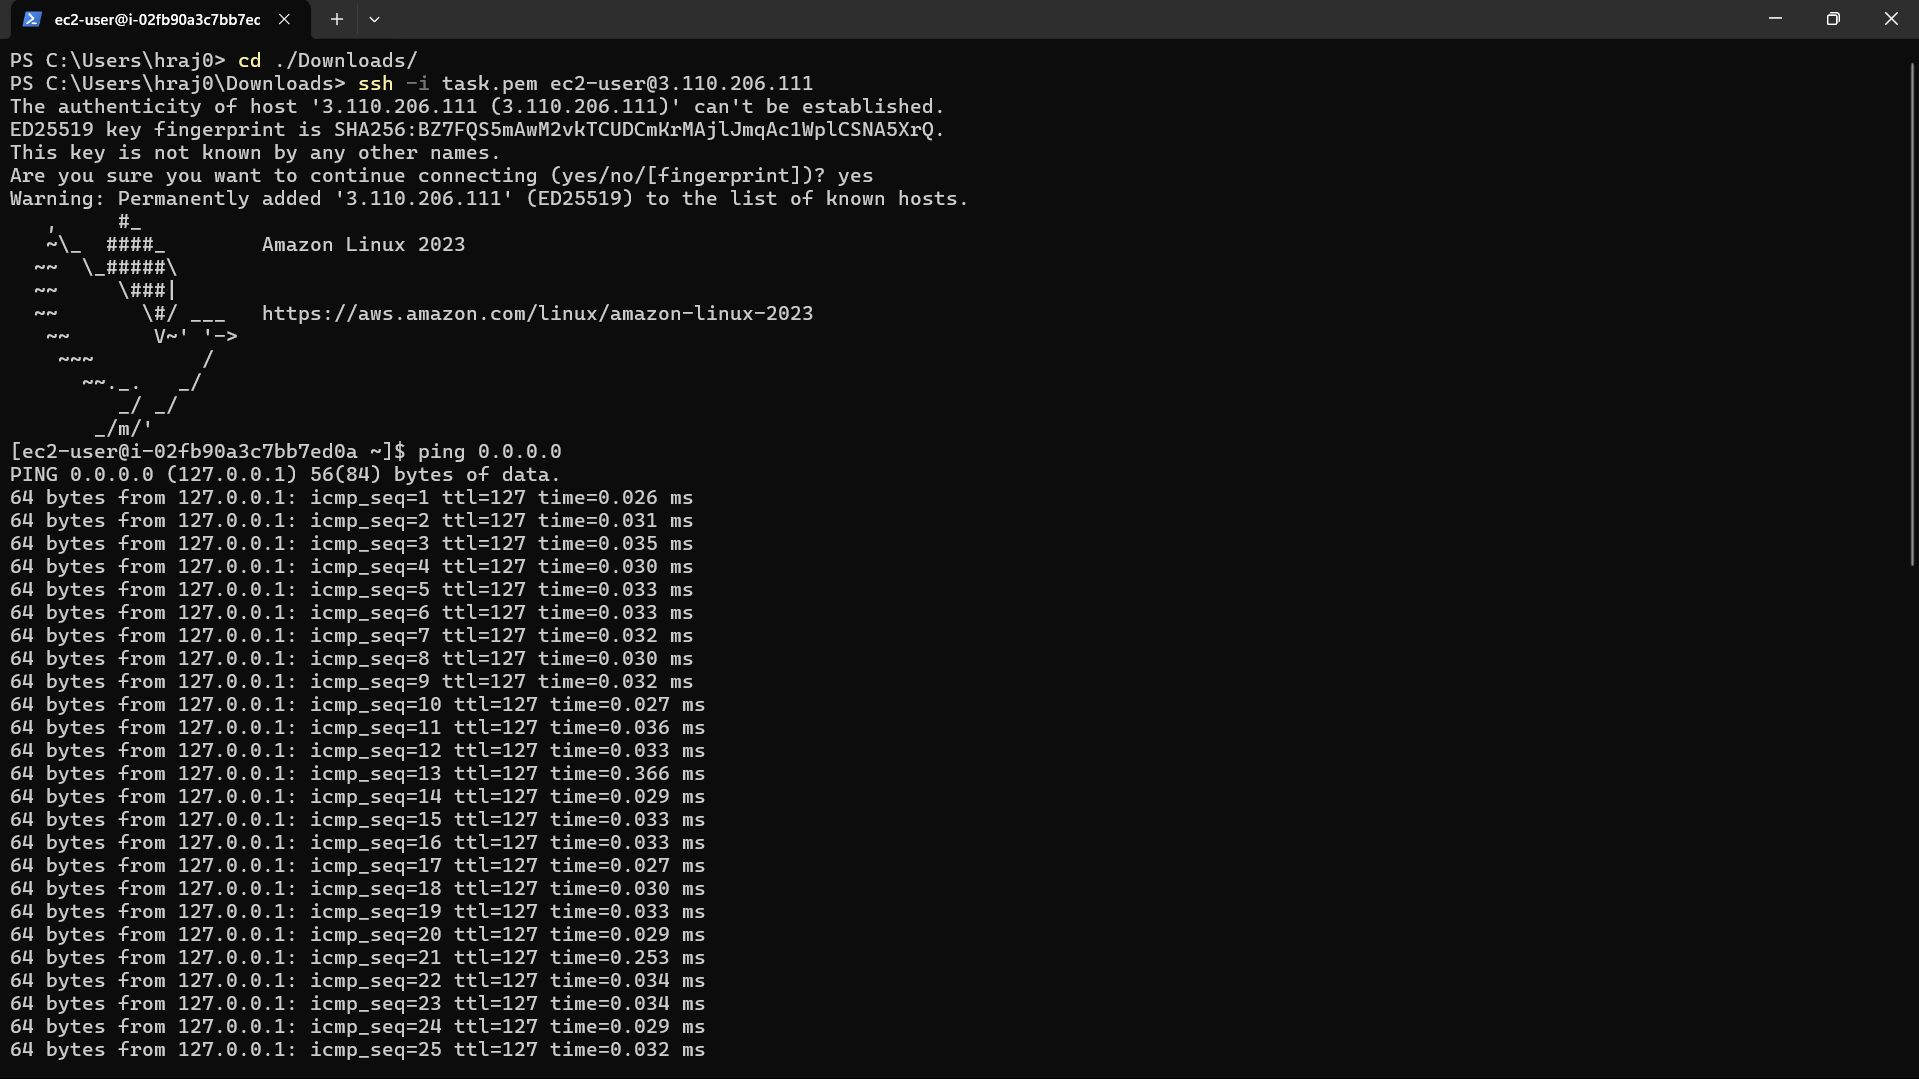 ec2-user@i-02fb90a3c7bb7ec
PS C:\Users\hraj0> cd ./Downloads/
PS C:\Users\hraj0\Downloads> ssh -i task.pem ec2-user@3.110.206.111
The authenticity of host '3.110.206.111 (3.110.206.111)' can't be established.
ED25519 key fingerprint is SHA256:BZ7FQS5mAwM2vkTCUDCmKrMAjlJmqAc1WplCSNA5XrQ.
This key is not known by any other names.
Are you sure you want to continue connecting (yes/no/[fingerprint])? yes
Warning: Permanently added '3.110.206.111' (ED25519) to the list of known hosts.
   ,     #_
   ~\_  ####_        Amazon Linux 2023
  ~~  \_#####\
  ~~     \###|
  ~~       \#/ ___   https://aws.amazon.com/linux/amazon-linux-2023
   ~~       V~' '->
    ~~~         /
      ~~._.   _/
         _/ _/
       _/m/'
[ec2-user@i-02fb90a3c7bb7ed0a ~]$ ping 0.0.0.0
PING 0.0.0.0 (127.0.0.1) 56(84) bytes of data.
64 bytes from 127.0.0.1: icmp_seq=1 ttl=127 time=0.026 ms
64 bytes from 127.0.0.1: icmp_seq=2 ttl=127 time=0.031 ms
64 bytes from 127.0.0.1: icmp_seq=3 ttl=127 time=0.035 ms
64 bytes from 127.0.0.1: icmp_seq=4 ttl=127 time=0.030 ms
64 bytes from 127.0.0.1: icmp_seq=5 ttl=127 time=0.033 ms
64 bytes from 127.0.0.1: icmp_seq=6 ttl=127 time=0.033 ms
64 bytes from 127.0.0.1: icmp_seq=7 ttl=127 time=0.032 ms
64 bytes from 127.0.0.1: icmp_seq=8 ttl=127 time=0.030 ms
64 bytes from 127.0.0.1: icmp_seq=9 ttl=127 time=0.032 ms
64 bytes from 127.0.0.1: icmp_seq=10 ttl=127 time=0.027 ms
64 bytes from 127.0.0.1: icmp_seq=11 ttl=127 time=0.036 ms
64 bytes from 127.0.0.1: icmp_seq=12 ttl=127 time=0.033 ms
64 bytes from 127.0.0.1: icmp_seq=13 ttl=127 time=0.366 ms
64 bytes from 127.0.0.1: icmp_seq=14 ttl=127 time=0.029 ms
64 bytes from 127.0.0.1: icmp_seq=15 ttl=127 time=0.033 ms
64 bytes from 127.0.0.1: icmp_seq=16 ttl=127 time=0.033 ms
64 bytes from 127.0.0.1: icmp_seq=17 ttl=127 time=0.027 ms
64 bytes from 127.0.0.1: icmp_seq=18 ttl=127 time=0.030 ms
64 bytes from 127.0.0.1: icmp_seq=19 ttl=127 time=0.033 ms
64 bytes from 127.0.0.1: icmp_seq=20 ttl=127 time=0.029 ms
64 bytes from 127.0.0.1: icmp_seq=21 ttl=127 time=0.253 ms
64 bytes from 127.0.0.1: icmp_seq=22 ttl=127 time=0.034 ms
64 bytes from 127.0.0.1: icmp_seq=23 ttl=127 time=0.034 ms
64 bytes from 127.0.0.1: icmp_seq=24 ttl=127 time=0.029 ms
64 bytes from 127.0.0.1: icmp_seq=25 ttl=127 time=0.032 ms